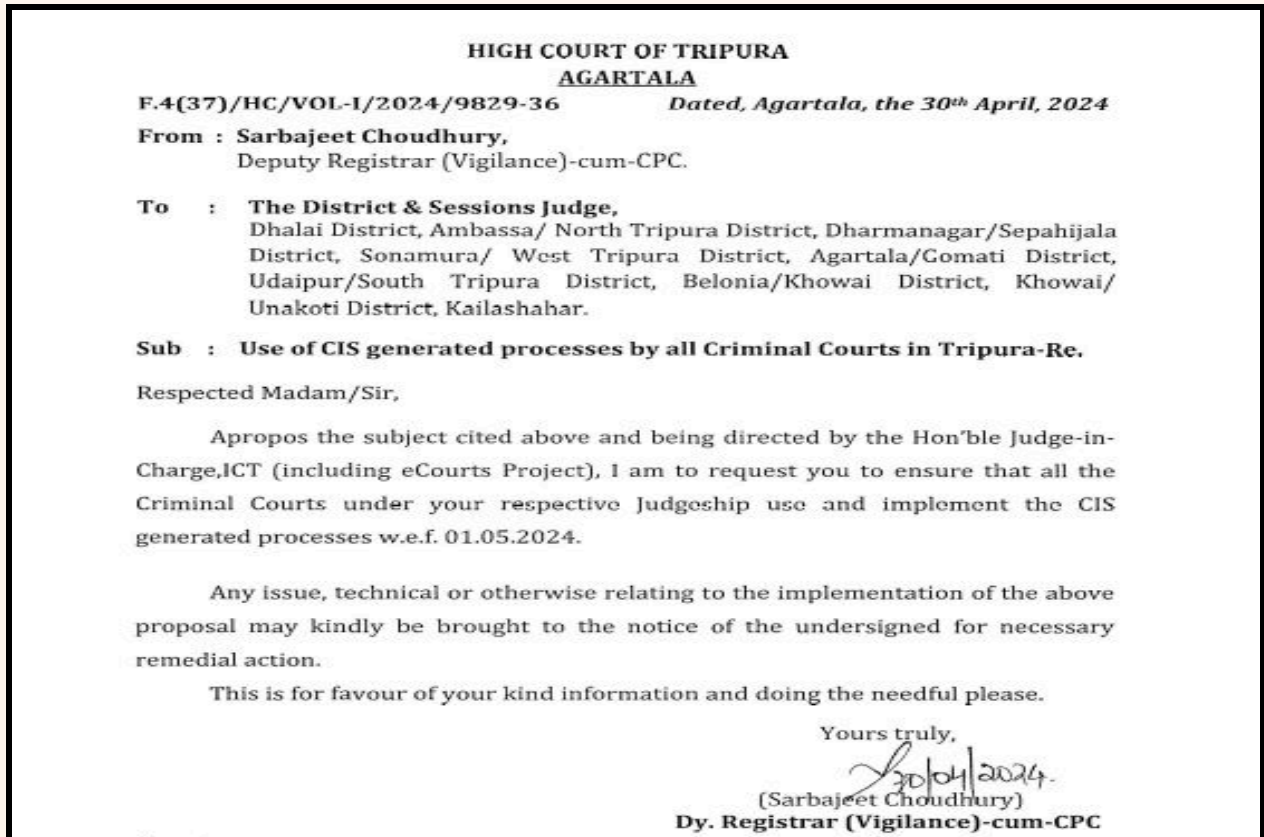 HIGH COURT OF TRIPURA
AGARTALA
F.4(37)/HC/VOL-I/2024/9829-36 Dated, Agartala, the 30th April, 2024
From : Sarbajeet Choudhury,
Deputy Registrar (Vigilance)-cum-CPC.
To : The District & Sessions Judge,
Dhalai District, Ambassa/ North Tripura District, Dharmanagar/Sepahijala
District, Sonamura/ West Tripura District, Agartala/Gomati District,
Udaipur/South Tripura District, Belonia/Khowai District, Khowai/
Unakoti District, Kailashahar.
Sub : Use of CIS generated processes by all Criminal Courts in Tripura-Re.
Respected Madam/Sir,
Apropos the subject cited above and being directed by the Hon'ble Judge-in-
Charge,ICT (including eCourts Project), I am to request you to ensure that all the
Criminal Courts under your respective Judgeship use and implement the CIS
generated processes w.e.f. 01.05.2024.
Any issue, technical or otherwise relating to the implementation of the above
proposal may kindly be brought to the notice of the undersigned for necessary
remedial action.
This is for favour of your kind information and doing the needful please.
Yours truly,
30/04/2024.
(Sarbajeet Choudhury)
Dy. Registrar (Vigilance)-cum-CPC